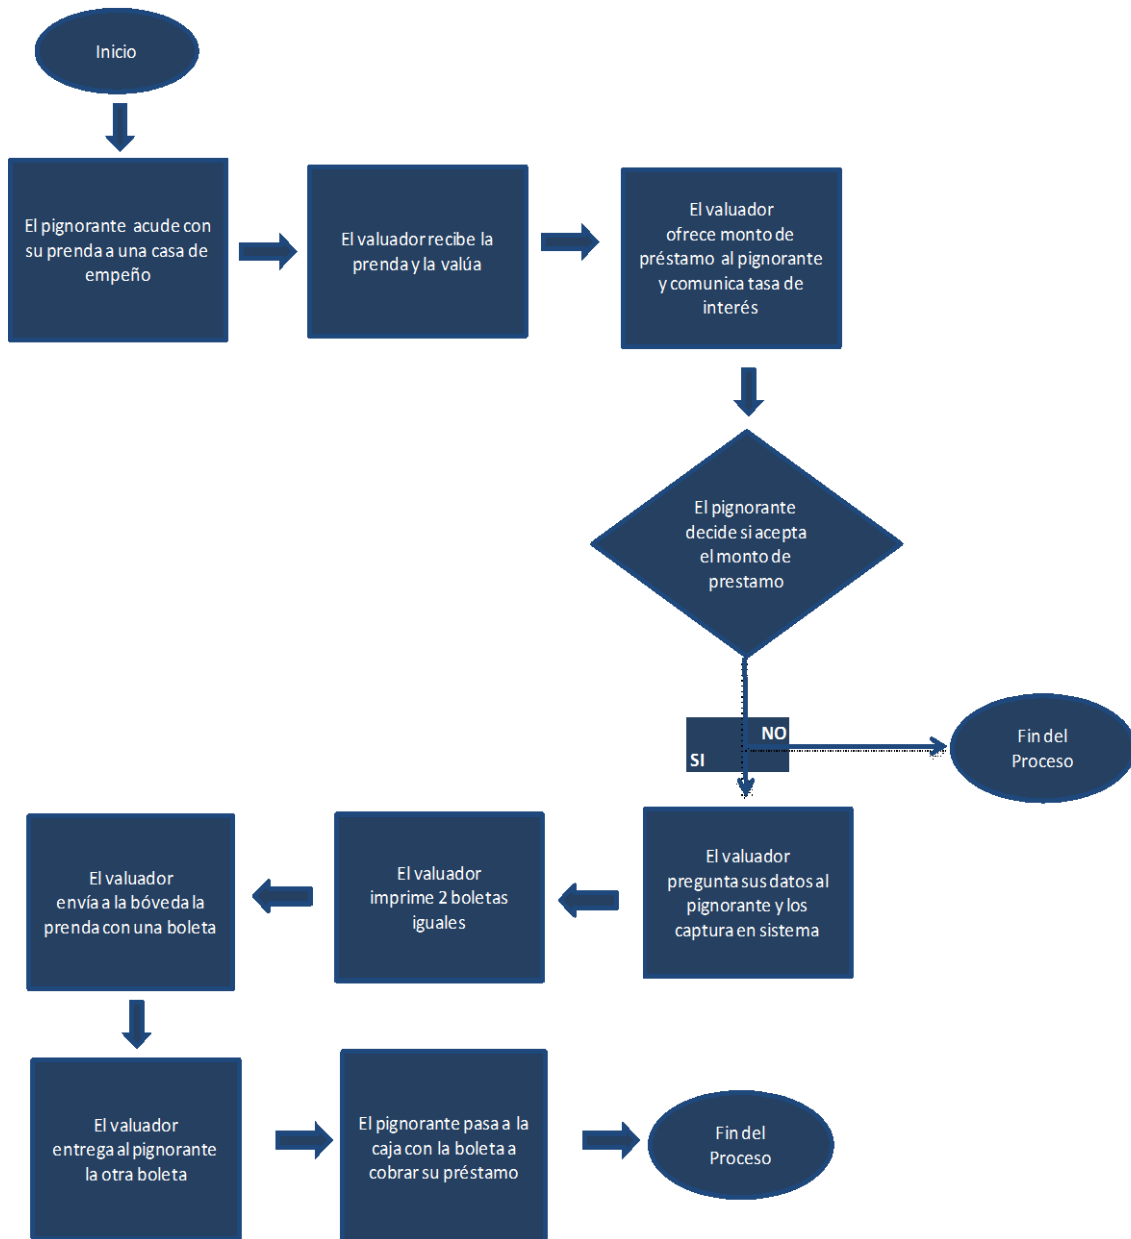 Inicio
El pignorante acude con
su prenda a una casa de
empeño
El valuador recibe la
prenda y la valúa
El valuador
ofrece monto de
préstamo al pignorante
y comunica tasa de
interés
El pignorante
decide si acepta
el monto de
prestamo
NO
SI
Fin del
Proceso
El valuador
pregunta sus datos al
pignorante y los
captura en sistema
El valuador
imprime 2 boletas
iguales
El valuador
envía a la bóveda la
prenda con una boleta
El valuador
entrega al pignorante
la otra boleta
El pignorante pasa a la
caja con la boleta a
cobrar su préstamo
Fin del
Proceso